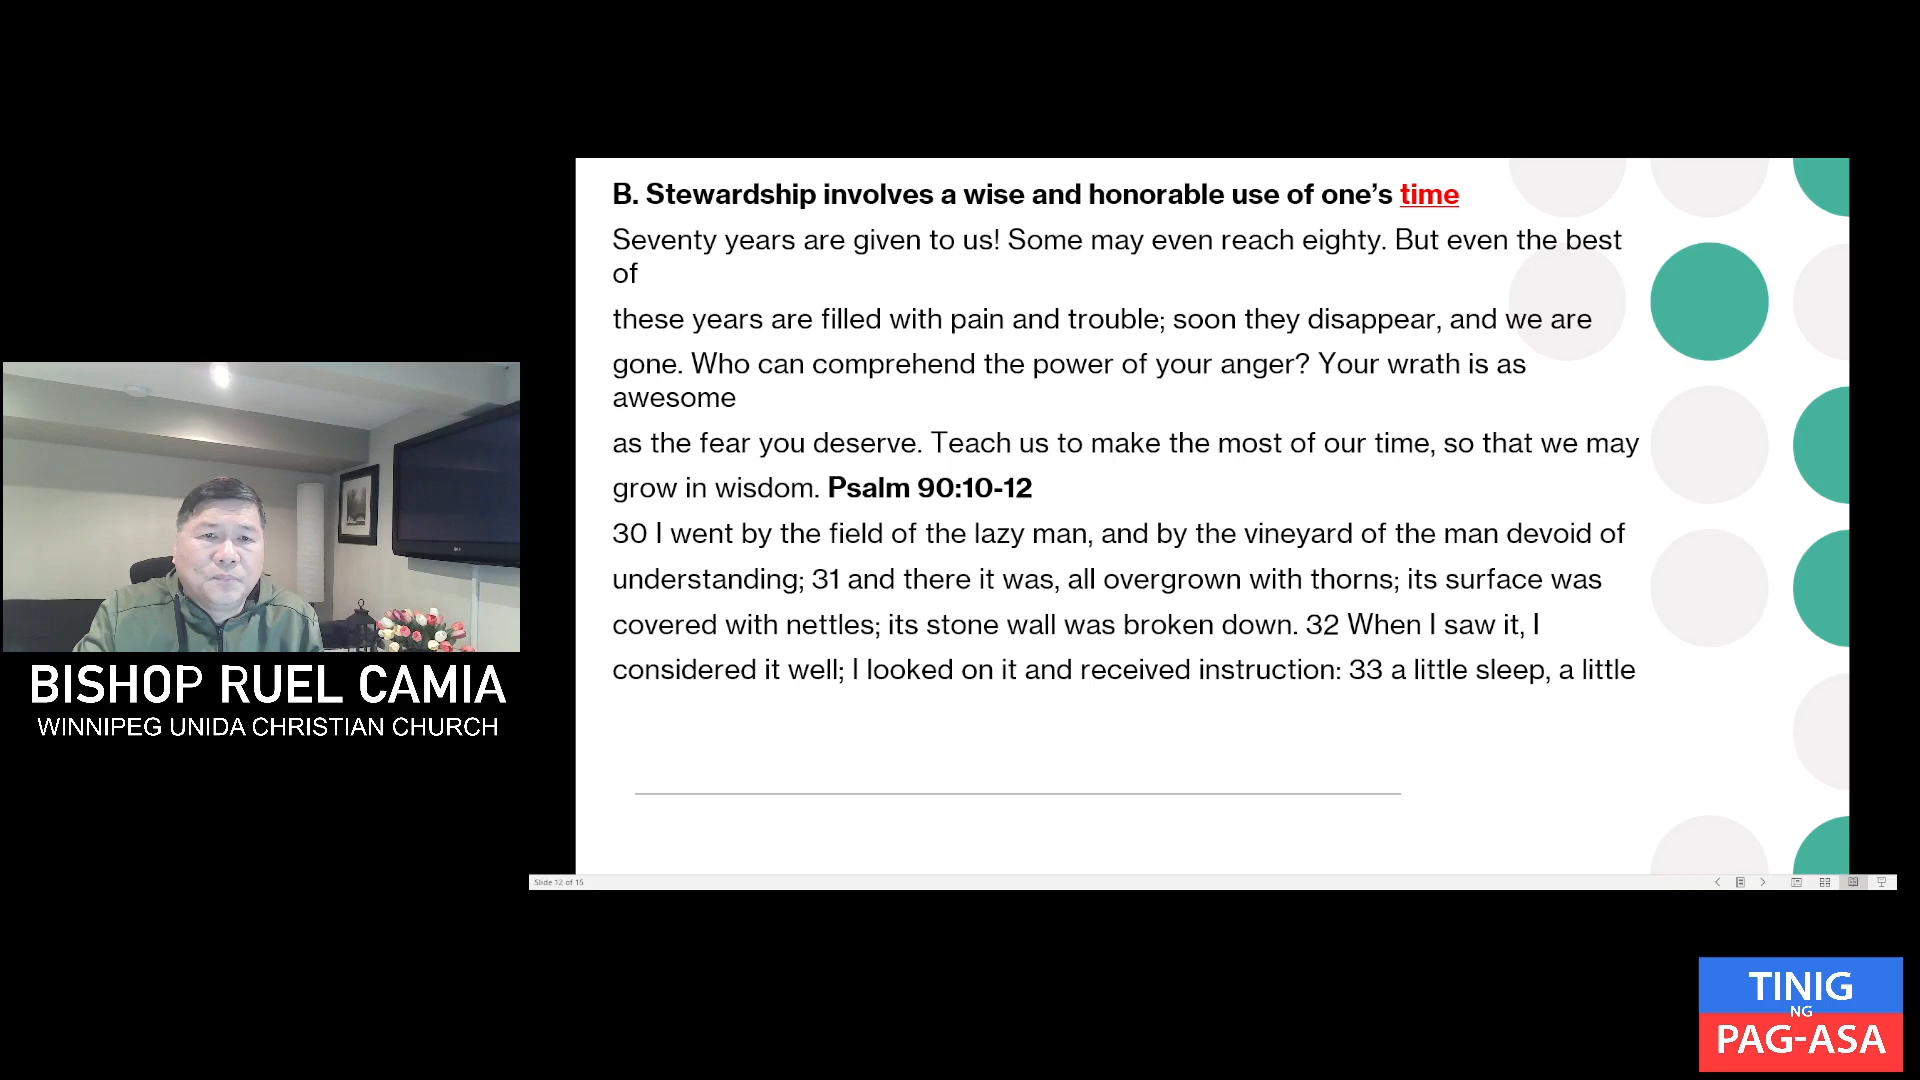 B. Stewardship involves a wise and honorable use of one’s time
Seventy years are given to us! Some may even reach eighty. But even the best
of
these years are filled with pain and trouble; soon they disappear, and we are
gone. Who can comprehend the power of your anger? Your wrath is as
awesome
as the fear you deserve. Teach us to make the most of our time, so that we may
grow in wisdom. Psalm 90:10-12
30 I went by the field of the lazy man, and by the vineyard of the man devoid of
understanding; 31 and there it was, all overgrown with thorns; its surface was
covered with nettles; its stone wall was broken down. 32 When I saw it, I
considered it well; I looked on it and received instruction: 33 a little sleep, a little
BISHOP RUEL CAMIA
WINNIPEG UNIDA CHRISTIAN CHURCH
Slide 12 of 15
TINIG
NG
PAG-ASA